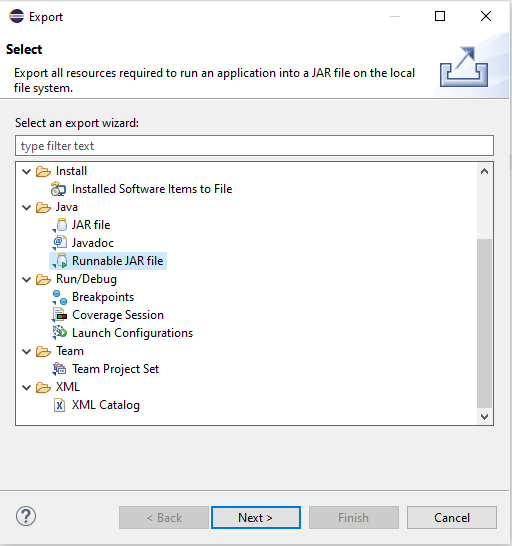 Export
Select
Export all resources required to run an application into a JAR file on the local
file system.
Select an export wizard:
type filter text
Install
Installed Software Items to File
Java
JAR file
Javadoc
Runnable JAR file
Run/Debug
Breakpoints
Coverage Session
Launch Configurations
Team
Team Project Set
XML
XML Catalog
< Back
Next >
Finish
Cancel